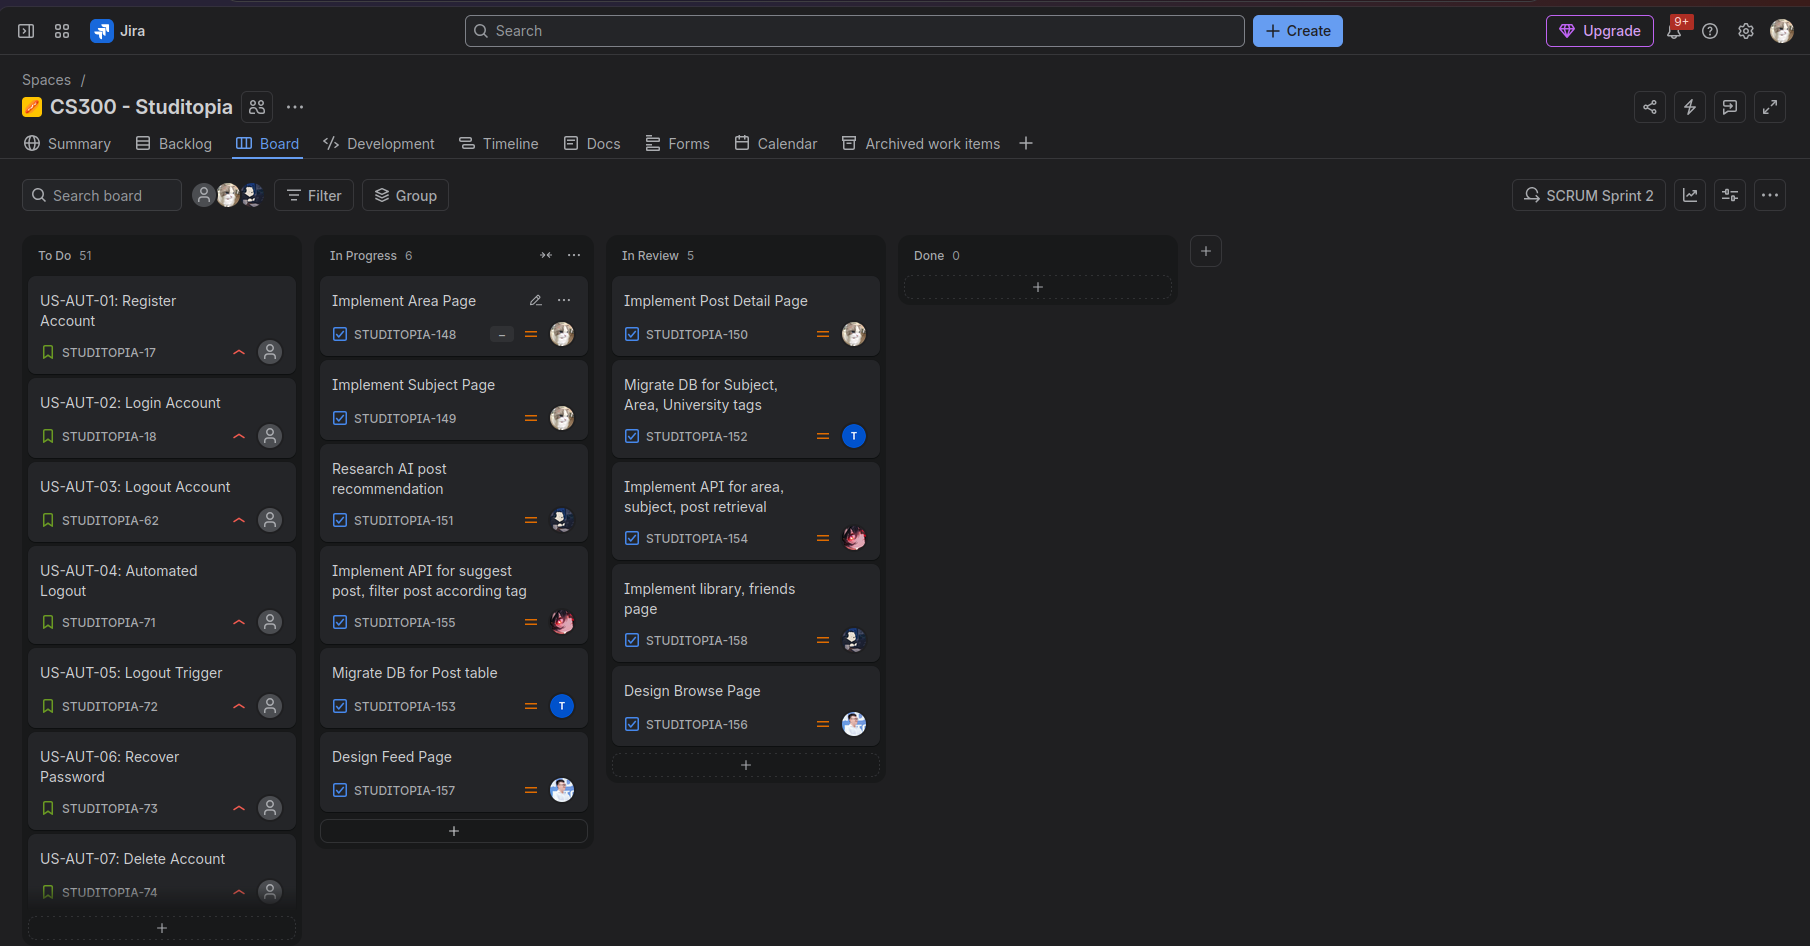 Jira
Search
Create
Upgrade
9+
Spaces /
CS300 - Studitopia
Summary
Backlog
Board
Development
Timeline
Docs
Forms
Calendar
Archived work items
Search board
Filter
Group
SCRUM Sprint 2
To Do 51
US-AUT-01: Register
Account
STUDITOPIA-17
US-AUT-02: Login Account
STUDITOPIA-18
US-AUT-03: Logout Account
STUDITOPIA-62
US-AUT-04: Automated
Logout
STUDITOPIA-71
US-AUT-05: Logout Trigger
STUDITOPIA-72
US-AUT-06: Recover
Password
STUDITOPIA-73
US-AUT-07: Delete Account
STUDITOPIA-74
In Progress 6
Implement Area Page
STUDITOPIA-148
Implement Subject Page
STUDITOPIA-149
Research AI post
recommendation
STUDITOPIA-151
Implement API for suggest
post, filter post according tag
STUDITOPIA-155
Migrate DB for Post table
STUDITOPIA-153
T
Design Feed Page
STUDITOPIA-157
In Review 5
Implement Post Detail Page
STUDITOPIA-150
Migrate DB for Subject,
Area, University tags
STUDITOPIA-152
T
Implement API for area,
subject, post retrieval
STUDITOPIA-154
Implement library, friends
page
STUDITOPIA-158
Design Browse Page
STUDITOPIA-156
Done 0